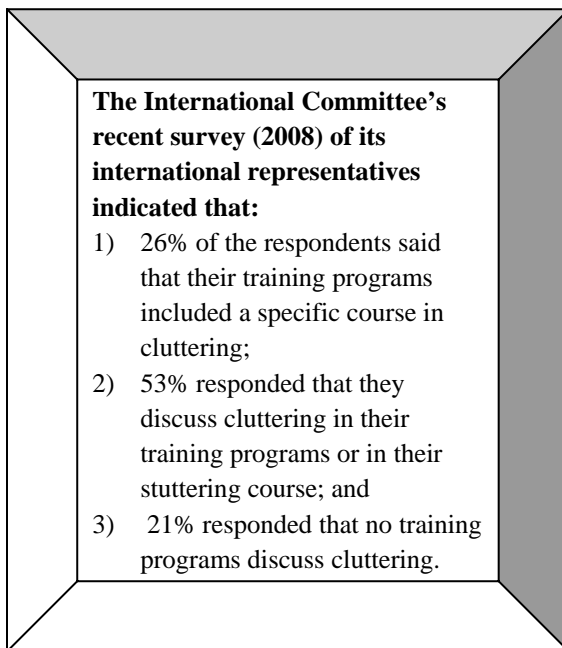 The International Committee's
recent survey (2008) of its
international representatives
indicated that:
1) 26% of the respondents said
that their training programs
included a specific course in
cluttering;
2) 53% responded that they
discuss cluttering in their
training programs or in their
stuttering course; and
3) 21% responded that no training
programs discuss cluttering.